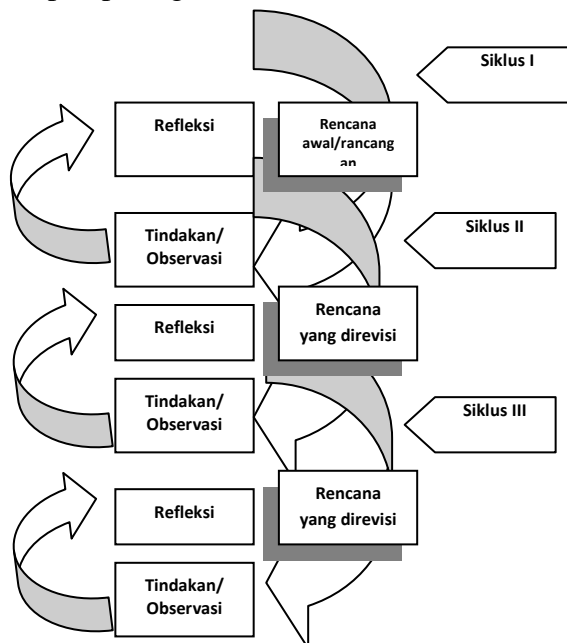 Siklus I
Refleksi
Rencana
awal/rancang
an
Tindakan/
Observasi
Siklus II
Refleksi
Rencana
yang direvisi
Tindakan/
Observasi
Siklus III
Refleksi
Rencana
yang direvisi
Tindakan/
Observasi